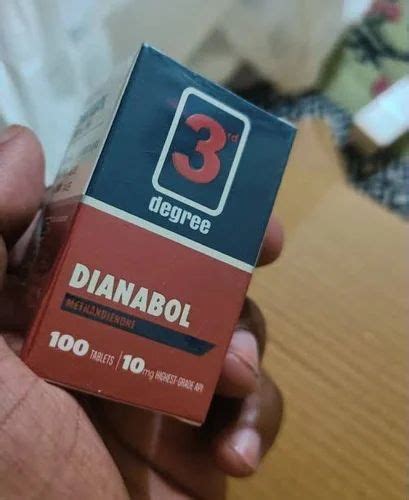 3rd
degree
DIANABOL
METHANDIENONE
100 TABLETS / 10mg HIGHEST-GRADE API